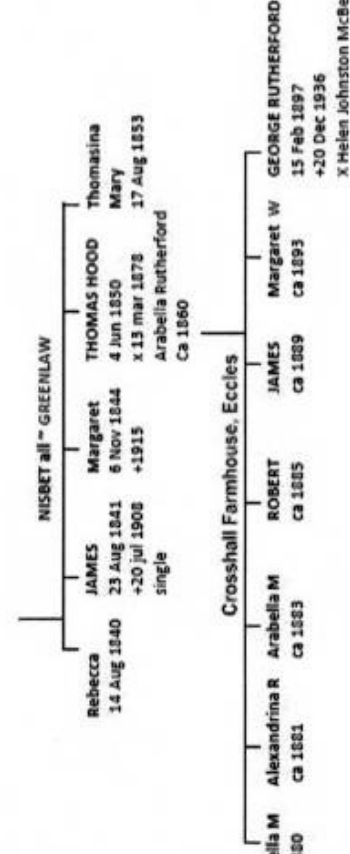 NISBET all ~ GREENLAW
Rebecca
14 Aug 1840
JAMES
23 Aug 1841
+20 jul 1908
single
Margaret
6 Nov 1844
+1915
THOMAS HOOD
4 Jun 1850
x 13 mar 1878
Arabella Rutherford
Ca 1860
Thomasina
Mary
17 Aug 1853
Crosshall Farmhouse, Eccles
ella M
80
Alexandrina R
ca 1881
Arabella M
ca 1883
ROBERT
ca 1885
JAMES
ca 1889
Margaret W
ca 1893
GEORGE RUTHERFORD
15 Feb 1897
+20 Dec 1936
X Helen Johnston McBe